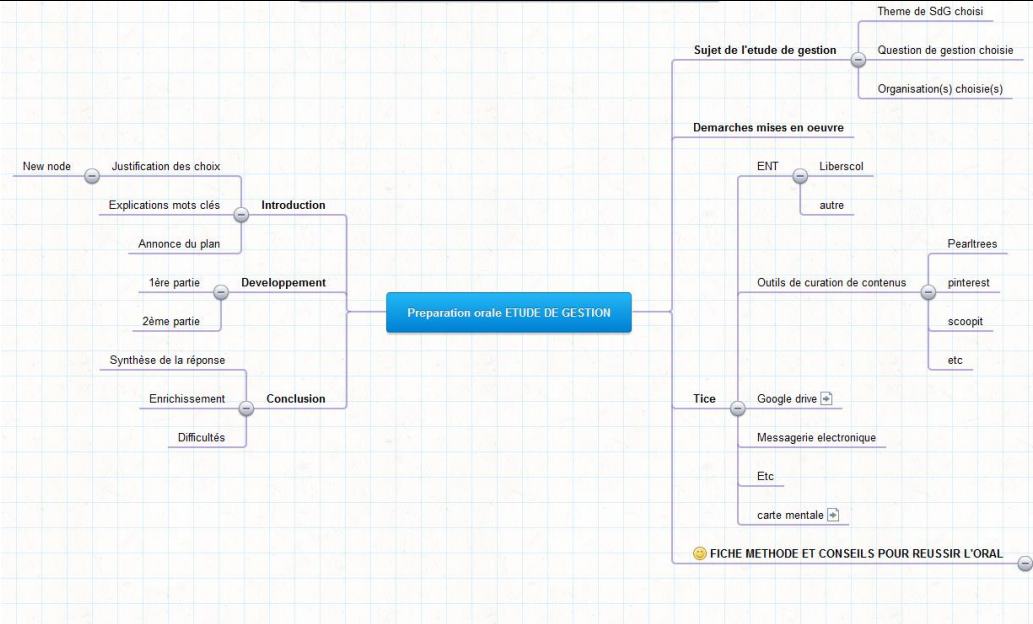 Theme de SdG choisi
Sujet de l'etude de gestion
Question de gestion choisie
Organisation(s) choisie(s)
Demarches mises en oeuvre
New node
Justification des choix
Explications mots clés
Introduction
Annonce du plan
1ère partie
Developpement
2ème partie
Synthèse de la réponse
Enrichissement
Conclusion
Difficultés
Preparation orale ETUDE DE GESTION
ENT
Liberscol
autre
Outils de curation de contenus
Pearltrees
pinterest
scoopit
etc
Tice
Google drive
Messagerie electronique
Etc
carte mentale
FICHE METHODE ET CONSEILS POUR REUSSIR L'ORAL